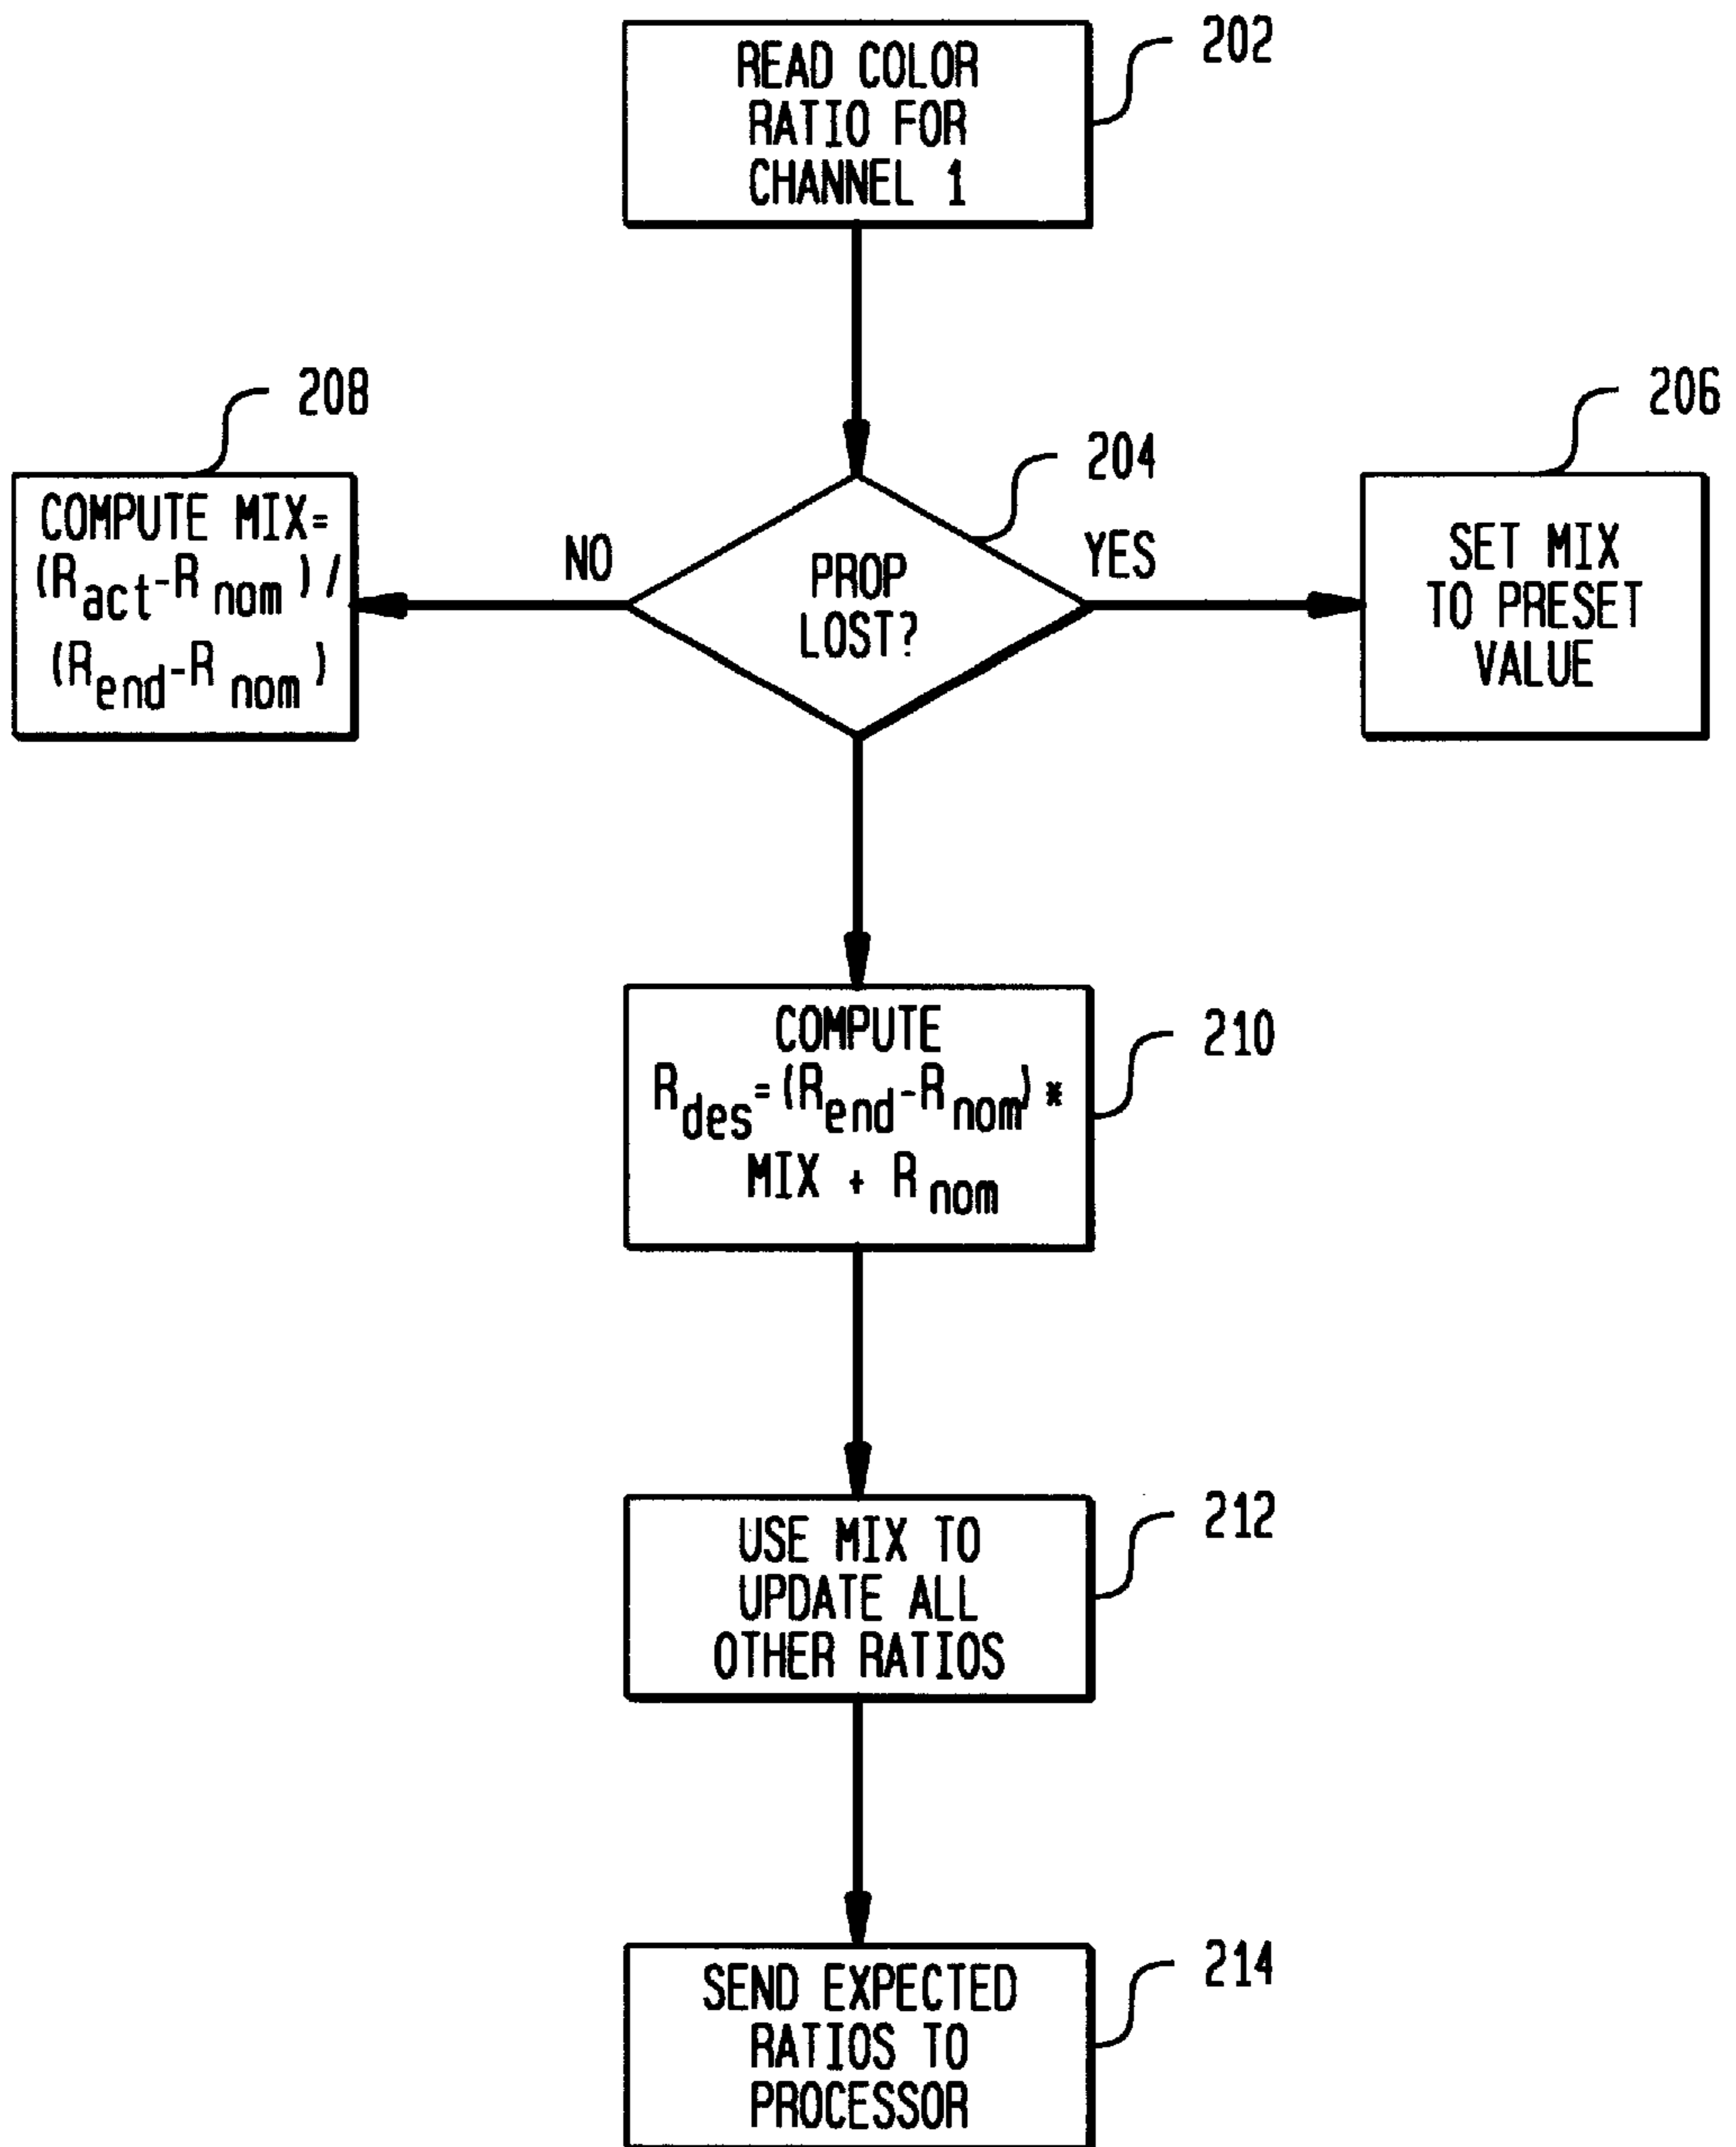 READ COLOR
RATIO FOR
CHANNEL 1
202
208
206
204
COMPUTE MIX=
(Ract-Rnom)/
(Rend-Rnom)
NO
PROP
LOST?
YES
SET MIX
TO PRESET
VALUE
COMPUTE
Rdes=(Rend-Rnom)*
MIX + Rnom
210
USE MIX TO
UPDATE ALL
OTHER RATIOS
212
SEND EXPECTED
RATIOS TO
PROCESSOR
214